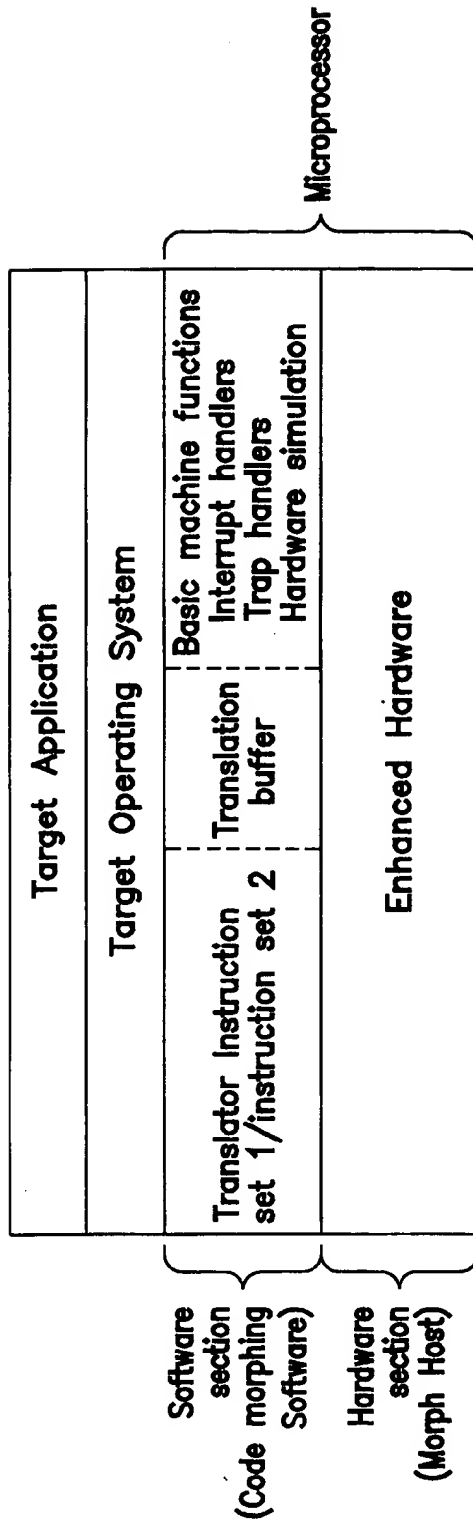 Target Application
Target Operating System
Software
section
(Code morphing
Software)
Translator Instruction
set 1/instruction set 2
Translation
buffer
Basic machine functions
Interrupt handlers
Trap handlers
Hardware simulation
Microprocessor
Hardware
section
(Morph Host)
Enhanced Hardware